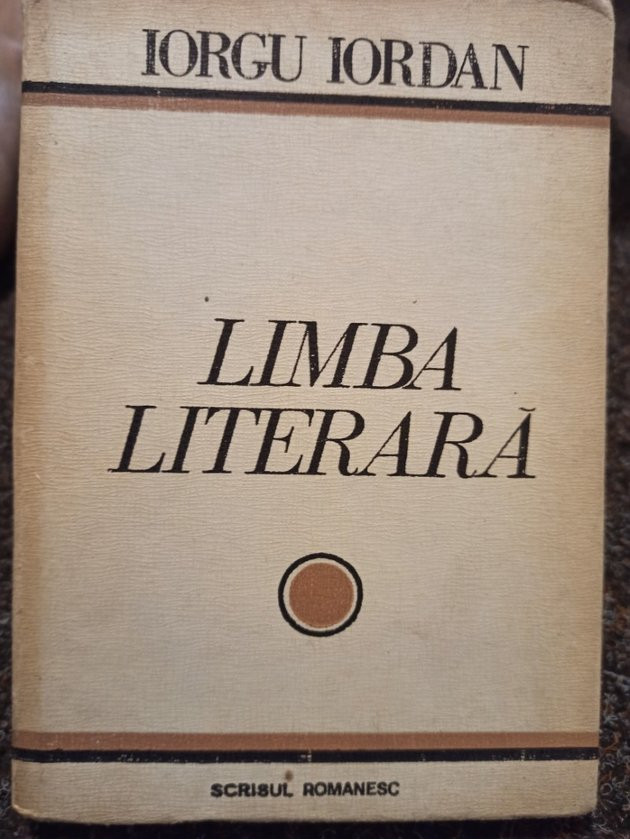 IORGU IORDAN
LIMBA
LITERARĂ
SCRISUL ROMANESC